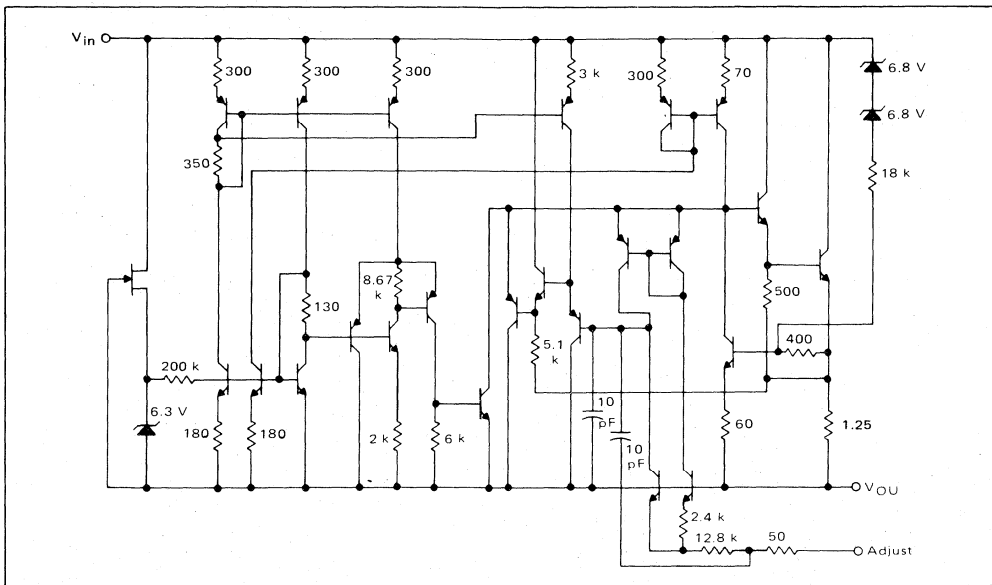 Vin
300
300
300
3 k
300
70
6.8 V
6.8 V
350
18 k
8.67
k
130
500
200 k
5.1
k
400
6.3 V
10
pF
10
pF
180
180
2 k
6 k
60
1.25
VOU
2.4 k
12.8 k
50
Adjust